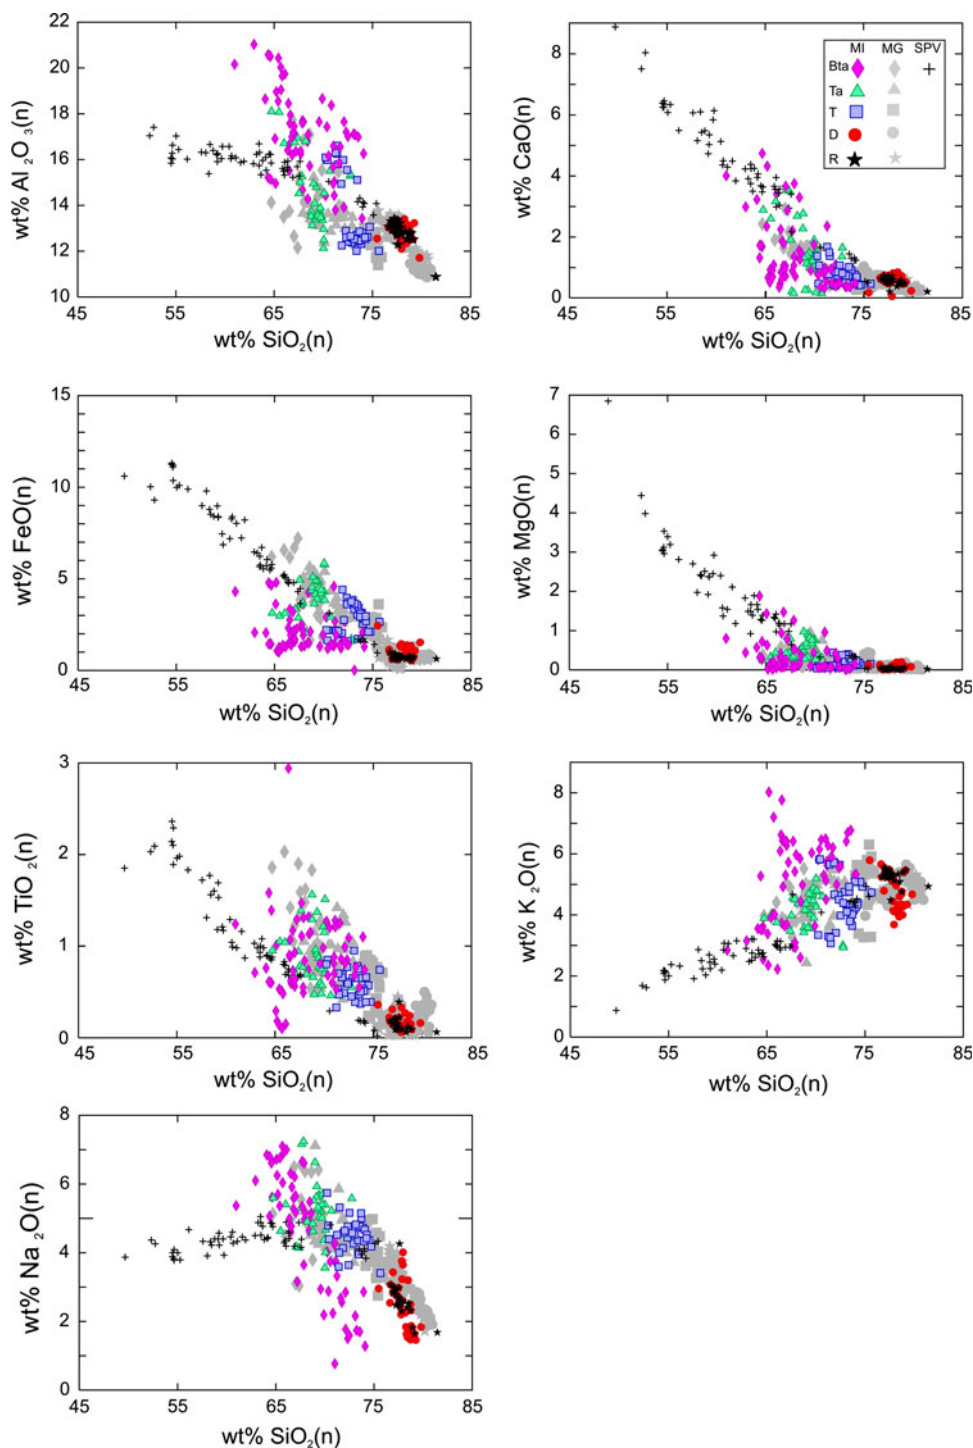 22
20
18
16
14
12
10
wt% Al2O3(n)
45 55 65 75 85
wt% SiO2(n)
8
6
4
2
0
wt% CaO(n)
MI MG SPV
Bta
Ta
T
D
R
45 55 65 75 85
wt% SiO2(n)
15
10
5
0
wt% FeO(n)
45 55 65 75 85
wt% SiO2(n)
7
6
5
4
3
2
1
0
wt% MgO(n)
45 55 65 75 85
wt% SiO2(n)
3
2
1
0
wt% TiO2(n)
45 55 65 75 85
wt% SiO2(n)
8
6
4
2
0
wt% K2O(n)
45 55 65 75 85
wt% SiO2(n)
8
6
4
2
0
wt% Na2O(n)
45 55 65 75 85
wt% SiO2(n)